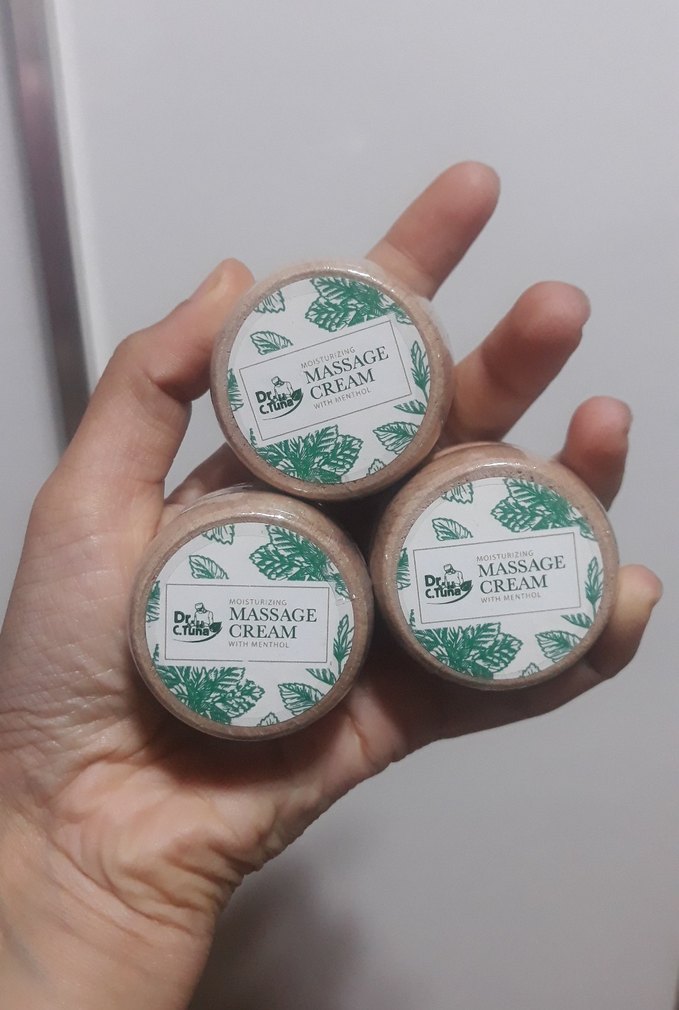 MOISTURIZING
MASSAGE
CREAM
WITH MENTHOL
Dr.
C.Tuna
MOISTURIZING
MASSAGE
CREAM
WITH MENTHOL
Dr.
C.Tuna
MOISTURIZING
MASSAGE
CREAM
WITH MENTHOL
Dr.
C.Tuna